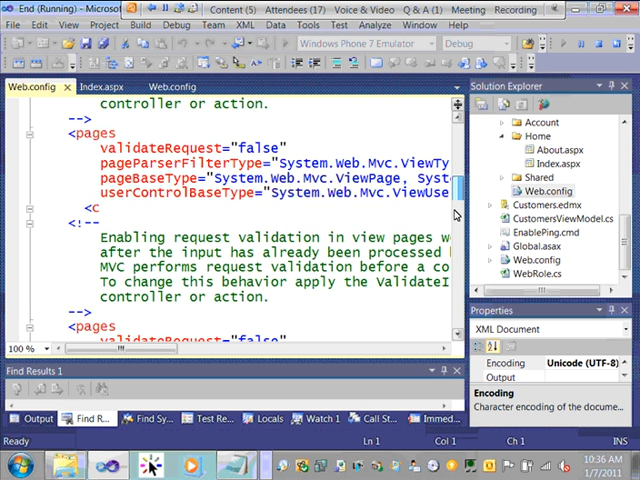 End (Running) - Microsoft
Content (5) Attendees (17) Voice & Video Q & A ( Meeting Recording
File Edit View Project Build Debug Team XML Data Tools Test Analyze Window Help
Windows Phone 7 Emulator Debug
Web.config Index.aspx Web.config
controller or action.
-->
<pages
validateRequest="false"
pageParserFilterType="System.Web.Mvc.ViewTy
pageBaseType="System.Web.Mvc.ViewPage, Syst
userControlBaseType="System.Web.Mvc.ViewUse
<c
<!--
Enabling request validation in view pages w
after the input has already been processed
MVC performs request validation before a co
To change this behavior apply the ValidateI
controller or action.
-->
<pages
validateRequest="false"
100 %
Find Results 1
Output Find R... Find Sy... Test Re... Locals Watch 1 Call St... Immed...
Solution Explorer
Account
Home
About.aspx
Index.aspx
Shared
Web.config
Customers.edmx
CustomersViewModel.cs
EnablePing.cmd
Global.asax
Web.config
WebRole.cs
Properties
XML Document
Encoding Unicode (UTF-8)
Output
Encoding
Character encoding of the docume...
Ready Ln 1 Col 1 Ch 1 INS
10:36 AM
1/7/2011